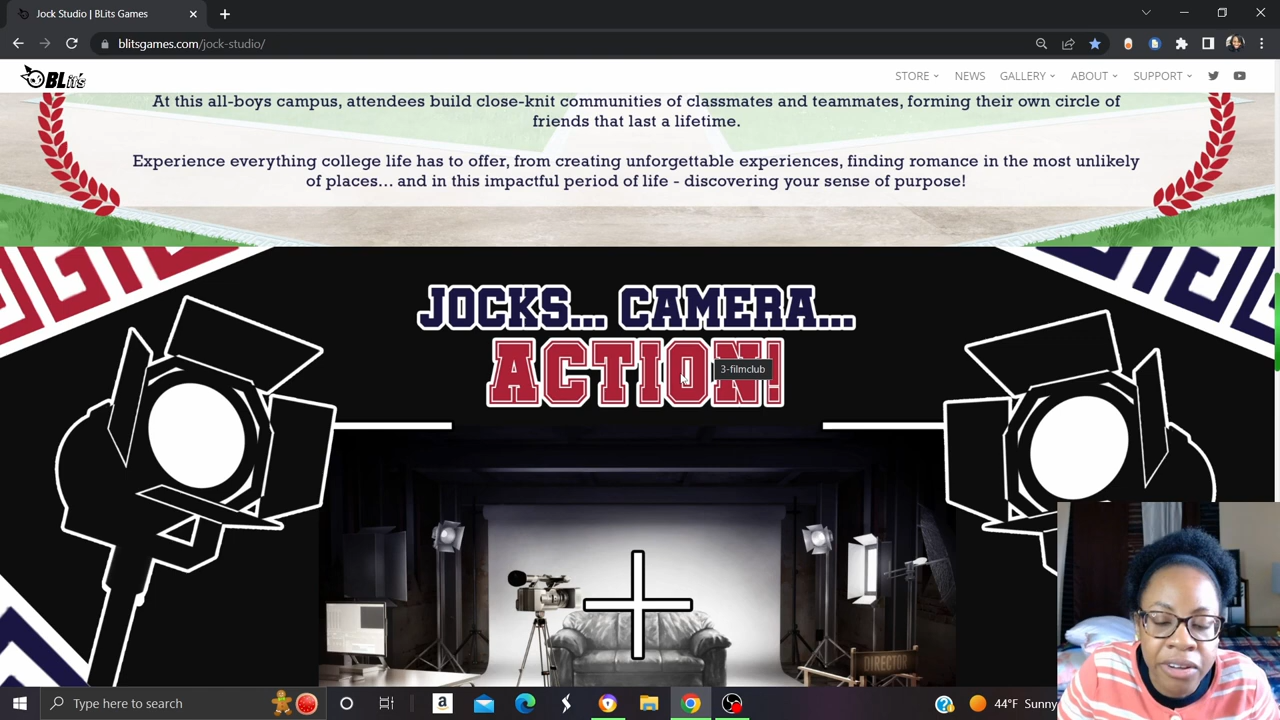 Jock Studio | BLits Games
blitsgames.com/jock-studio/
BLits
STORE NEWS GALLERY ABOUT SUPPORT
At this all-boys campus, attendees build close-knit communities of classmates and teammates, forming their own circle of
friends that last a lifetime.
Experience everything college life has to offer, from creating unforgettable experiences, finding romance in the most unlikely
of places... and in this impactful period of life - discovering your sense of purpose!
JOCKS... CAMERA...
ACTION!
3-filmclub
DIRECTOR
Type here to search
44°F Sunny